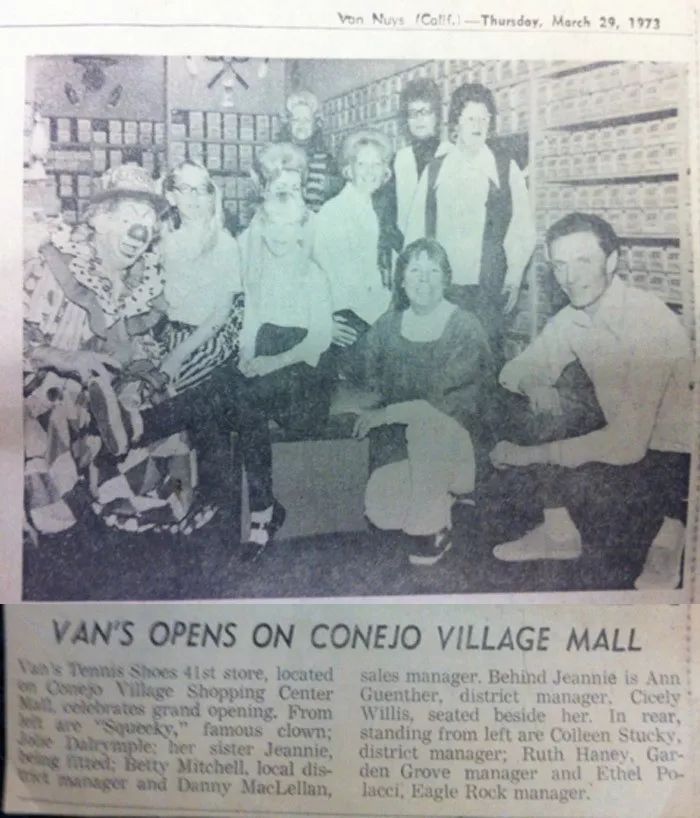 Van Nuys (Calif.)—Thursday, March 29, 1973
VAN'S OPENS ON CONEJO VILLAGE MALL
Van's Tennis Shoes 41st store, located
on Conejo Village Shopping Center
Mall, celebrates grand opening. From
left are "Squeeky," famous clown;
Dalrymple; her sister Jeannie,
being fitted; Betty Mitchell, local dis-
trict manager and Danny MacLellan,
sales manager. Behind Jeannie is Ann
Guenther, district manager, Cicely
Willis, seated beside her. In rear,
standing from left are Colleen Stucky,
district manager; Ruth Haney, Gar-
den Grove manager and Ethel Po-
lacci, Eagle Rock manager.